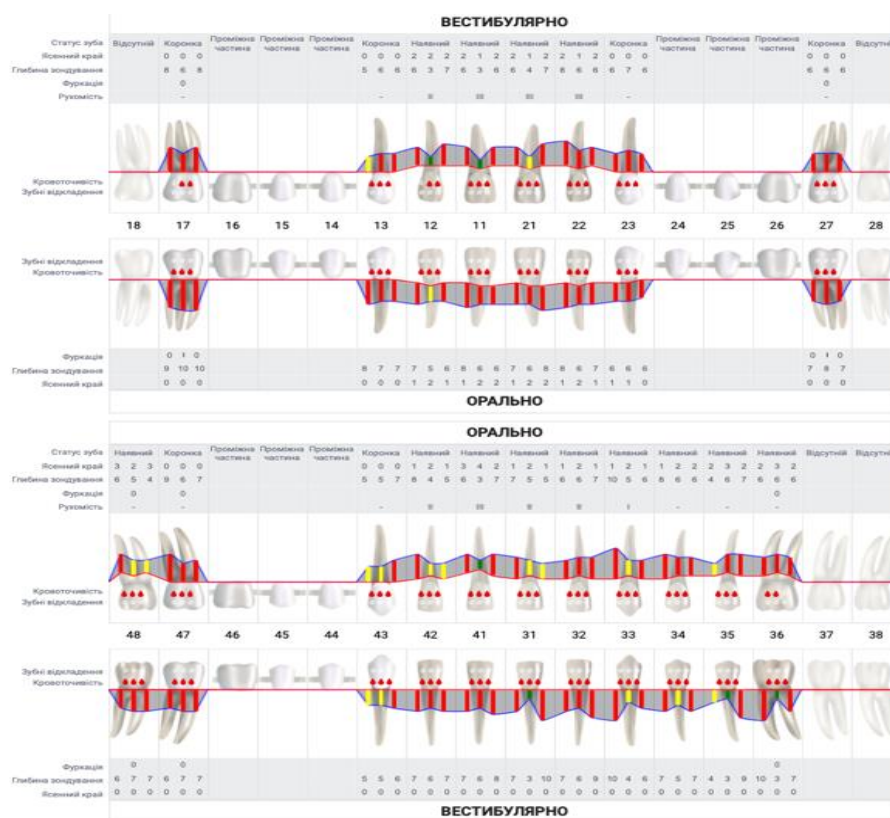 ВЕСТИБУЛЯРНО
Статус зуба Відсутній Коронка Проміжна частина Проміжна частина Проміжна частина Коронка Наявний Наявний Наявний Наявний Коронка Проміжна частина Проміжна частина Проміжна частина Коронка Відсутній
Ясенний край 0 0 0 0 0 0 2 2 2 2 1 2 2 1 2 2 1 2 0 0 0 0 0 0
Глибина зондування 8 6 8 5 6 6 6 3 7 6 3 6 6 4 7 8 6 6 6 7 6 6 6 6
Фуркація 0 0
Рухомість - - II III III III - -
Кровоточивість
Зубні відкладення
18 17 16 15 14 13 12 11 21 22 23 24 25 26 27 28
Зубні відкладення
Кровоточивість
Фуркація 0 I 0 0 I 0
Глибина зондування 9 10 10 8 7 7 7 5 6 8 6 6 7 6 8 8 6 7 6 6 6 7 8 7
Ясенний край 0 0 0 0 0 0 1 2 1 1 2 2 1 2 1 1 2 1 1 1 0 0 0 0
ОРАЛЬНО
ОРАЛЬНО
Статус зуба Наявний Коронка Проміжна частина Проміжна частина Проміжна частина Коронка Наявний Наявний Наявний Наявний Наявний Наявний Наявний Наявний Відсутній Відсутній
Ясенний край 3 2 3 0 0 0 0 0 0 1 2 1 3 4 2 1 2 1 1 2 1 1 2 1 1 2 2 2 3 2 2 3 2
Глибина зондування 6 5 4 9 6 7 5 5 7 8 4 5 6 3 7 7 5 5 6 6 7 10 5 6 8 6 6 4 6 7 6 6 6
Фуркація 0 0 0
Рухомість - - - II III II II I - - -
Кровоточивість
Зубні відкладення
48 47 46 45 44 43 42 41 31 32 33 34 35 36 37 38
Зубні відкладення
Кровоточивість
Фуркація 0 0 0
Глибина зондування 6 7 7 6 7 7 5 5 6 7 6 7 7 6 8 7 3 10 7 6 9 10 4 6 7 5 7 4 3 9 10 3 7
Ясенний край 0 0 0 0 0 0 0 0 0 0 0 0 0 0 0 0 0 0 0 0 0 0 0 0 0 0 0 0 0 0 0 0 0
ВЕСТИБУЛЯРНО